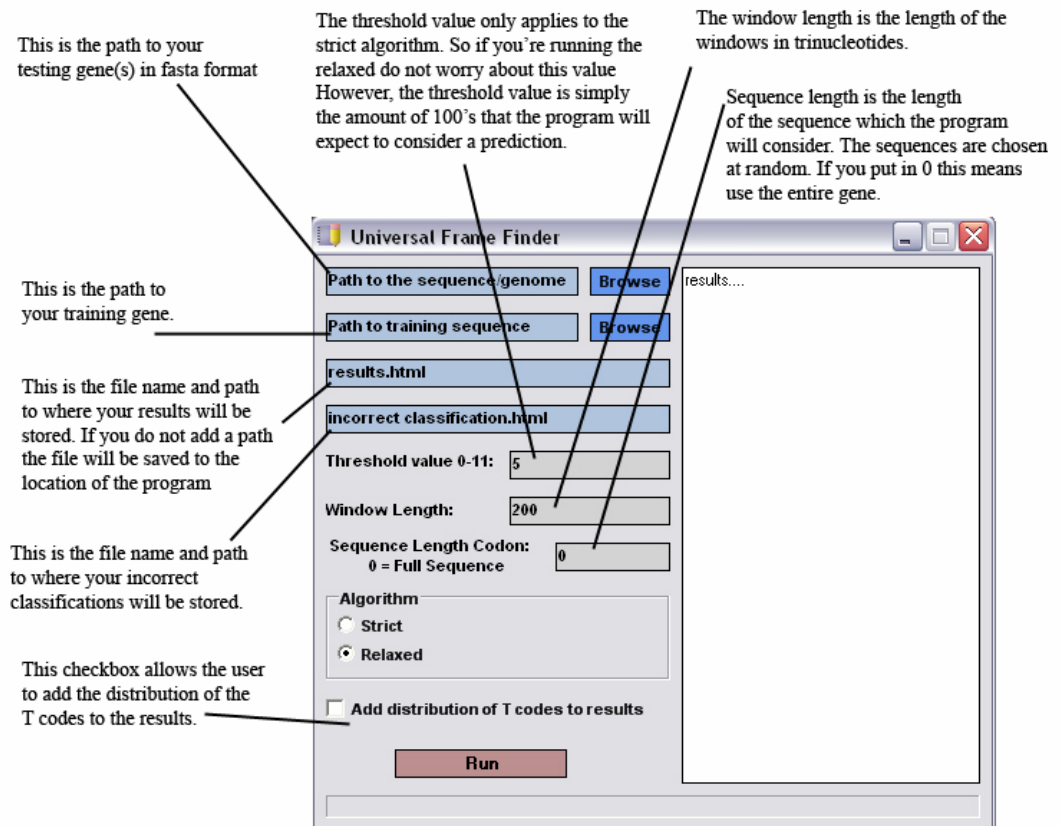 This is the path to your
testing gene(s) in fasta format
The threshold value only applies to the
strict algorithm. So if you're running the
relaxed do not worry about this value
However, the threshold value is simply
the amount of 100's that the program will
expect to consider a prediction.
The window length is the length of the
windows in trinucleotides.
Sequence length is the length
of the sequence which the program
will consider. The sequences are chosen
at random. If you put in 0 this means
use the entire gene.
This is the path to
your training gene.
This is the file name and path
to where your results will be
stored. If you do not add a path
the file will be saved to the
location of the program
This is the file name and path
to where your incorrect
classifications will be stored.
This checkbox allows the user
to add the distribution of the
T codes to the results.
Universal Frame Finder
Path to the sequence/genome
Browse
results....
Path to training sequence
Browse
results.html
incorrect classification.html
Threshold value 0-11:
5
Window Length:
200
Sequence Length Codon:
0 = Full Sequence
0
Algorithm
Strict
Relaxed
Add distribution of T codes to results
Run